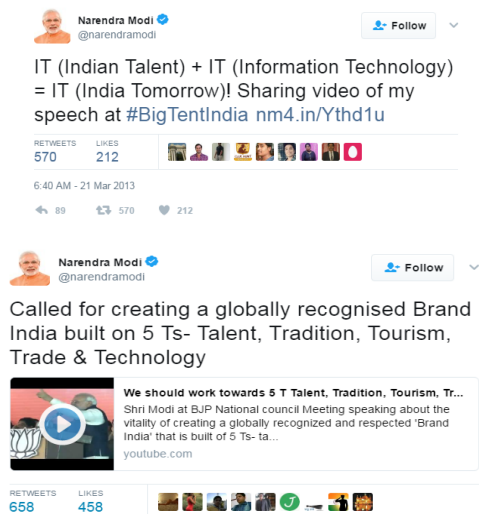 Narendra Modi
Follow
@narendramodi
IT (Indian Talent) + IT (Information Technology)
= IT (India Tomorrow)! Sharing video of my
speech at #BigTentIndia nm4.in/Ythd1u
RETWEETS LIKES
570 212
6:40 AM - 21 Mar 2013
89 570 212
Narendra Modi
Follow
@narendramodi
Called for creating a globally recognised Brand
India built on 5 Ts- Talent, Tradition, Tourism,
Trade & Technology
We should work towards 5 T Talent, Tradition, Tourism, Tr...
Shri Modi at BJP National council Meeting speaking about the
vitality of creating a globally recognized and respected 'Brand
India' that is built of 5 Ts- ta...
youtube.com
RETWEETS LIKES
658 458